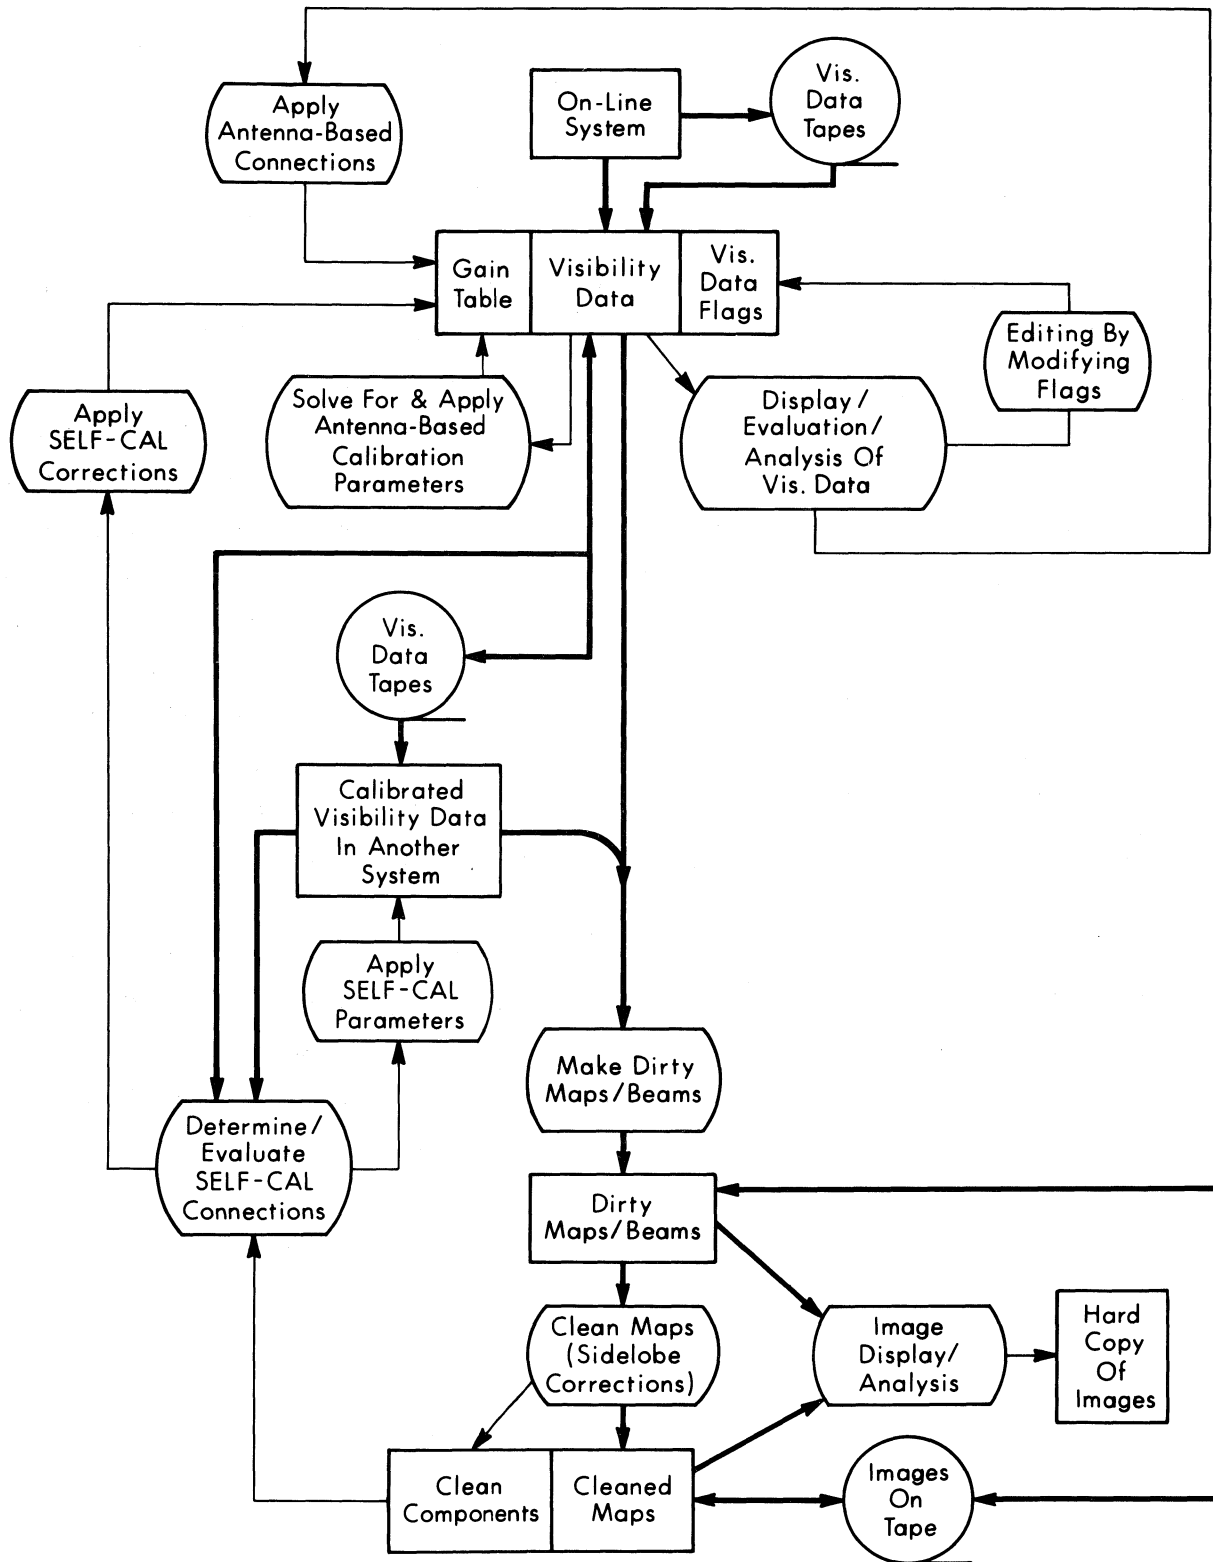 Apply
Antenna-Based
Connections
On-Line
System
Vis.
Data
Tapes
Gain
Table
Visibility
Data
Vis.
Data
Flags
Editing By
Modifying
Flags
Apply
SELF-CAL
Corrections
Solve For & Apply
Antenna-Based
Calibration
Parameters
Display/
Evaluation/
Analysis Of
Vis. Data
Vis.
Data
Tapes
Calibrated
Visibility Data
In Another
System
Apply
SELF-CAL
Parameters
Make Dirty
Maps/Beams
Determine/
Evaluate
SELF-CAL
Connections
Dirty
Maps/Beams
Clean Maps
(Sidelobe
Corrections)
Image
Display/
Analysis
Hard
Copy
Of
Images
Clean
Components
Cleaned
Maps
Images
On
Tape